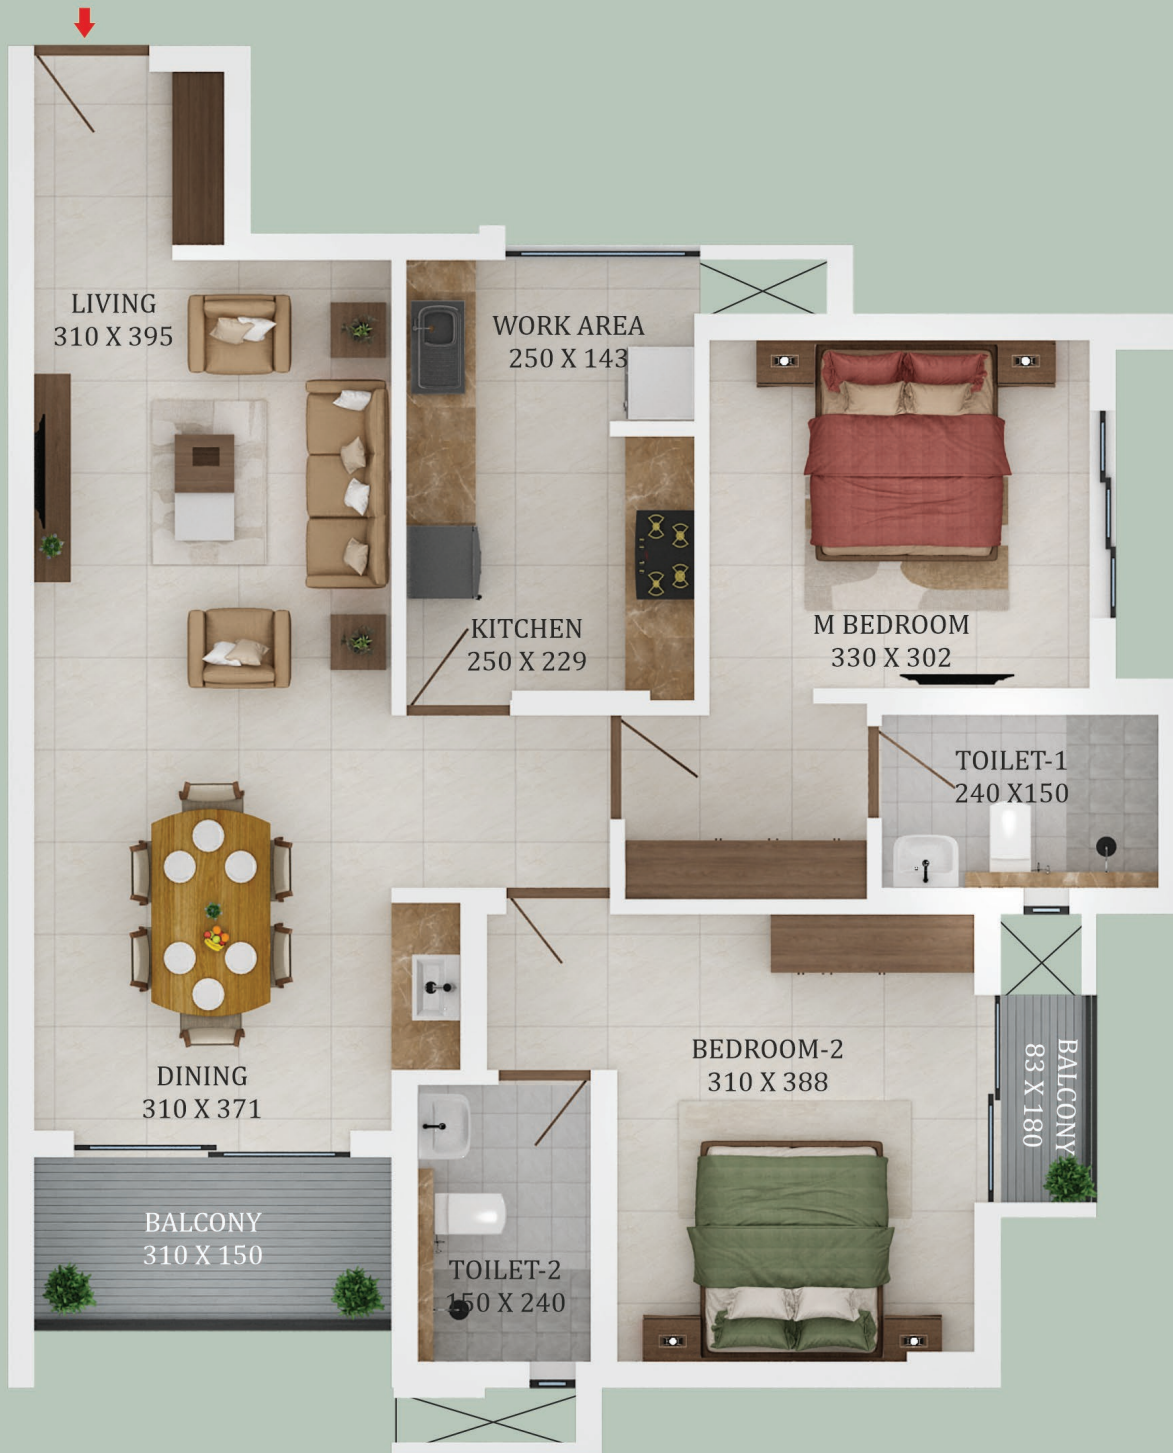 LIVING
310 X 395
WORK AREA
250 X 143
KITCHEN
250 X 229
M BEDROOM
330 X 302
TOILET-1
240 X150
DINING
310 X 371
BEDROOM-2
310 X 388
BALCONY
83 X 180
BALCONY
310 X 150
TOILET-2
150 X 240